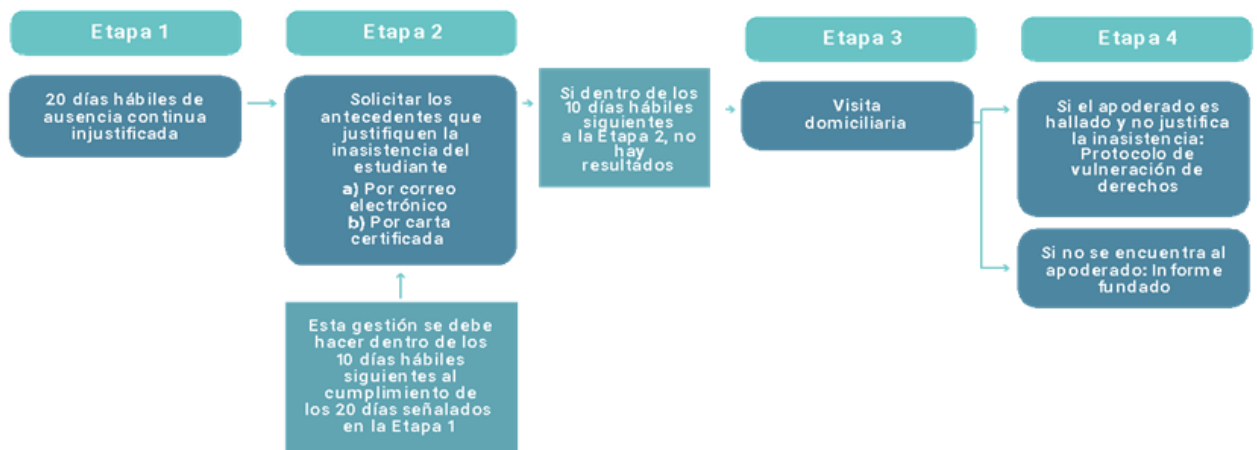 Etapa 1
20 días hábiles de
ausencia continua
injustificada
Etapa 2
Solicitar los
antecedentes que
justifiquen la
inasistencia del
estudiante
a) Por correo
electrónico
b) Por carta
certificada
Esta gestión se debe
hacer dentro de los
10 días hábiles
siguientes al
cumplimiento de
los 20 días señalados
en la Etapa 1
Si dentro de los
10 días hábiles
siguientes
a la Etapa 2, no
hay
resultados
Etapa 3
Visita
domiciliaria
Etapa 4
Si el apoderado es
hallado y no justifica
la inasistencia:
Protocolo de
vulneración de
derechos
Si no se encuentra al
apoderado: Informe
fundado